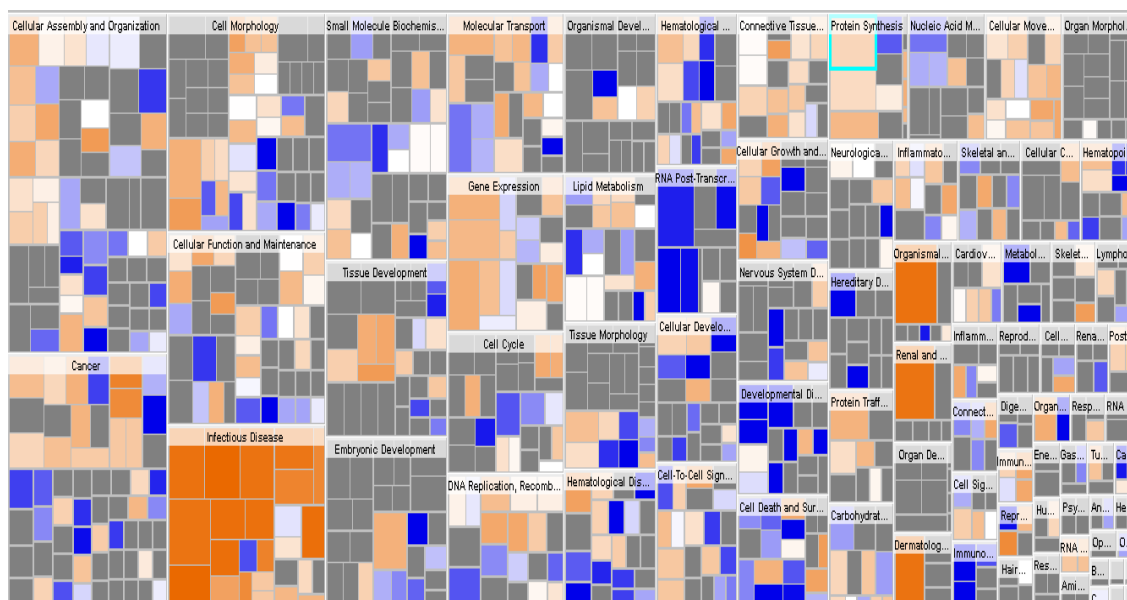 Cellular Assembly and Organization
Cell Morphology
Small Molecule Biochemis...
Molecular Transport
Organismal Devel...
Hematological ...
Connective Tissue...
Protein Synthesis
Nucleic Acid M...
Cellular Move...
Organ Morphol...
Cellular Growth and...
Neurologica...
Inflammato...
Skeletal an...
Cellular C...
Hematopoi...
Gene Expression
Lipid Metabolism
RNA Post-Transcr...
Cellular Function and Maintenance
Tissue Development
Nervous System D...
Hereditary D...
Organismal...
Cardiov...
Metabol...
Skelet...
Lympho...
Cell Cycle
Tissue Morphology
Cellular Develo...
Inflamm...
Reprod...
Cell...
Rena...
Post...
Cancer
Renal and ...
Developmental Di...
Protein Traff...
Connect...
Dige...
Organ...
Resp...
RNA ...
Infectious Disease
Embryonic Development
DNA Replication, Recomb...
Hematological Dis...
Cell-To-Cell Sign...
Cell Death and Sur...
Carbohydrat...
Organ De...
Cell Sig...
Immun...
Ene...
Gas...
Tu...
Ca...
Dermatolog...
Immuno...
Repr...
Hu...
Psy...
An...
He...
Hair...
Res...
RNA ...
Op...
O...
Ami...
B...
C...